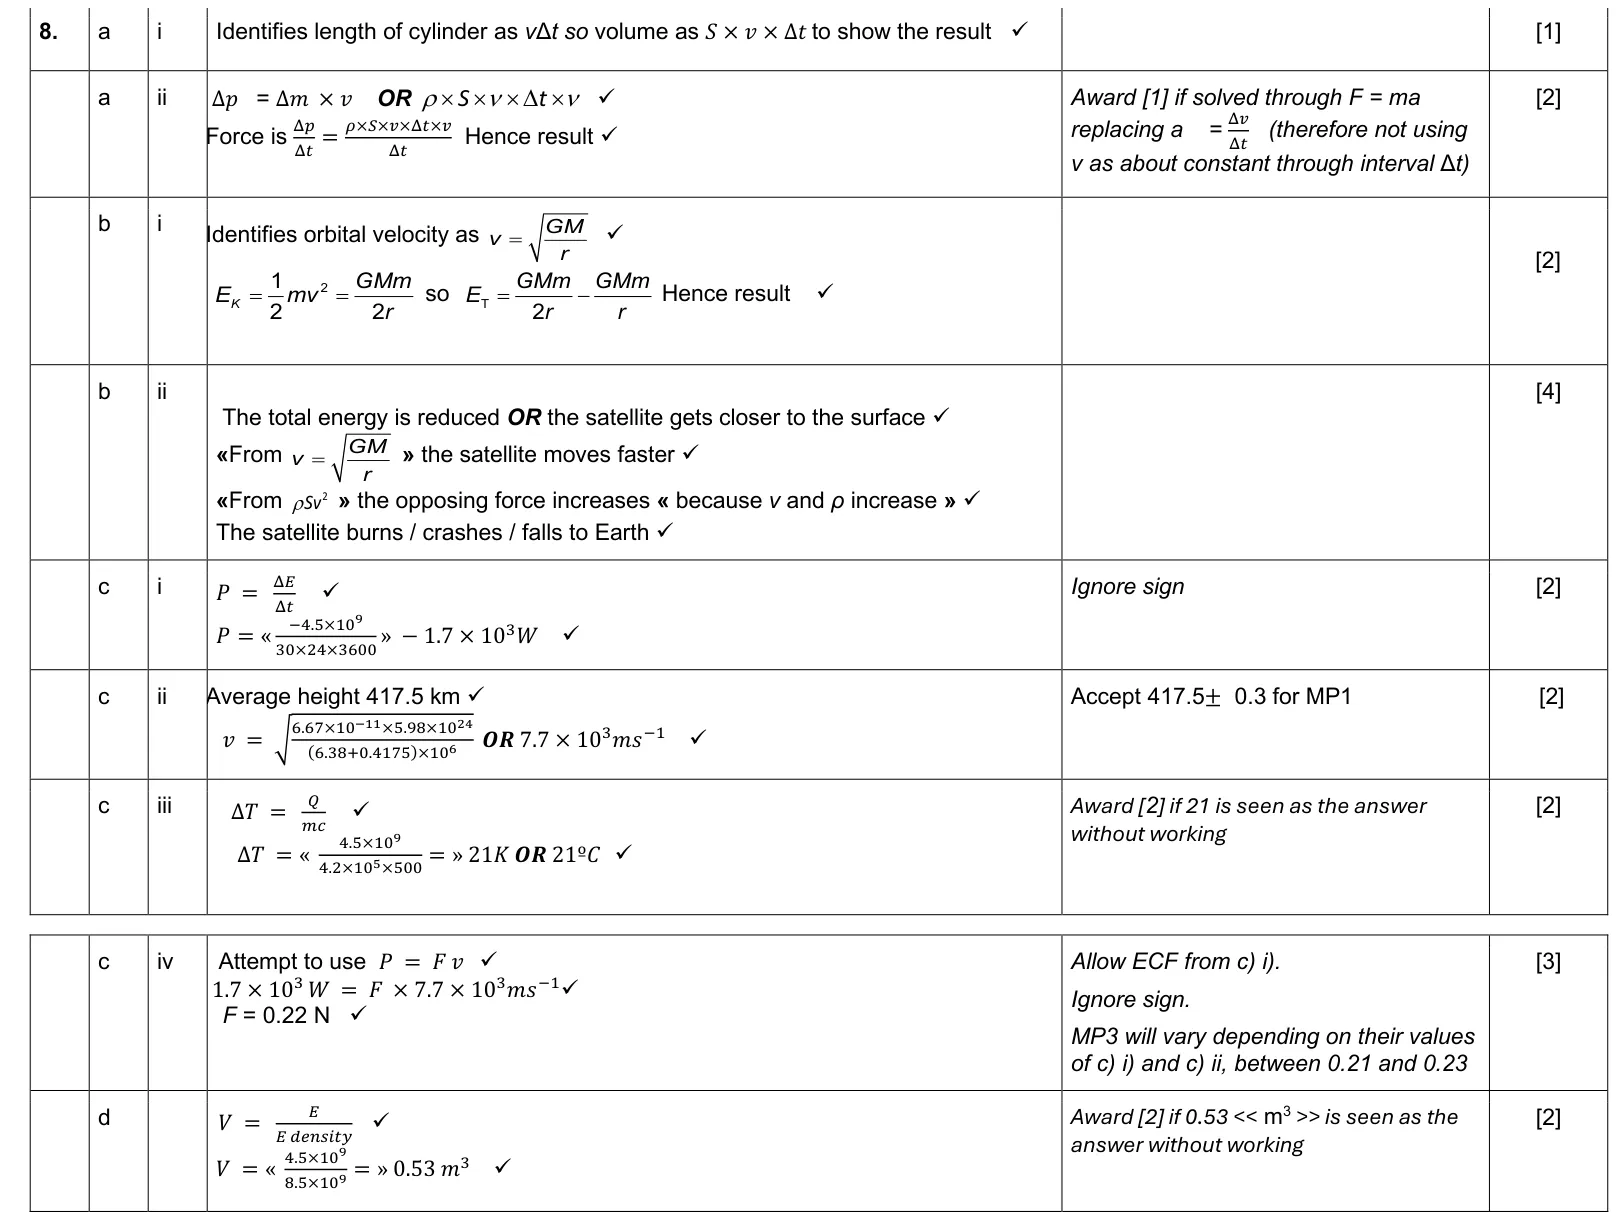 8. a i Identifies length of cylinder as vΔt so volume as S × v × Δt to show the result ✓ [1]
a ii Δp = Δm × v OR ρ×S×v×Δt×v ✓ Award [1] if solved through F = ma [2]
Force is Δp/Δt = ρ×S×v×Δt×v/Δt Hence result ✓ replacing a = Δv/Δt (therefore not using
v as about constant through interval Δt)
b i Identifies orbital velocity as v = √(GM/r) ✓ [2]
E_K = 1/2 mv² = GMm/2r so E_T = GMm/2r − GMm/r Hence result ✓
b ii [4]
The total energy is reduced OR the satellite gets closer to the surface ✓
«From v = √(GM/r) » the satellite moves faster ✓
«From ρSv² » the opposing force increases « because v and ρ increase » ✓
The satellite burns / crashes / falls to Earth ✓
c i P = ΔE/Δt ✓ Ignore sign [2]
P = « −4.5×10⁹/30×24×3600 » − 1.7 × 10³W ✓
c ii Average height 417.5 km ✓ Accept 417.5± 0.3 for MP1 [2]
v = √(6.67×10⁻¹¹×5.98×10²⁴/(6.38+0.4175)×10⁶) OR 7.7 × 10³ms⁻¹ ✓
c iii ΔT = Q/mc ✓ Award [2] if 21 is seen as the answer [2]
without working
ΔT = « 4.5×10⁹/4.2×10⁵×500 = » 21K OR 21ºC ✓
c iv Attempt to use P = F v ✓ Allow ECF from c) i). [3]
1.7 × 10³ W = F × 7.7 × 10³ms⁻¹✓ Ignore sign.
F = 0.22 N ✓ MP3 will vary depending on their values
of c) i) and c) ii, between 0.21 and 0.23
d V = E/E density ✓ Award [2] if 0.53 << m³ >> is seen as the [2]
answer without working
V = « 4.5×10⁹/8.5×10⁹ = » 0.53 m³ ✓